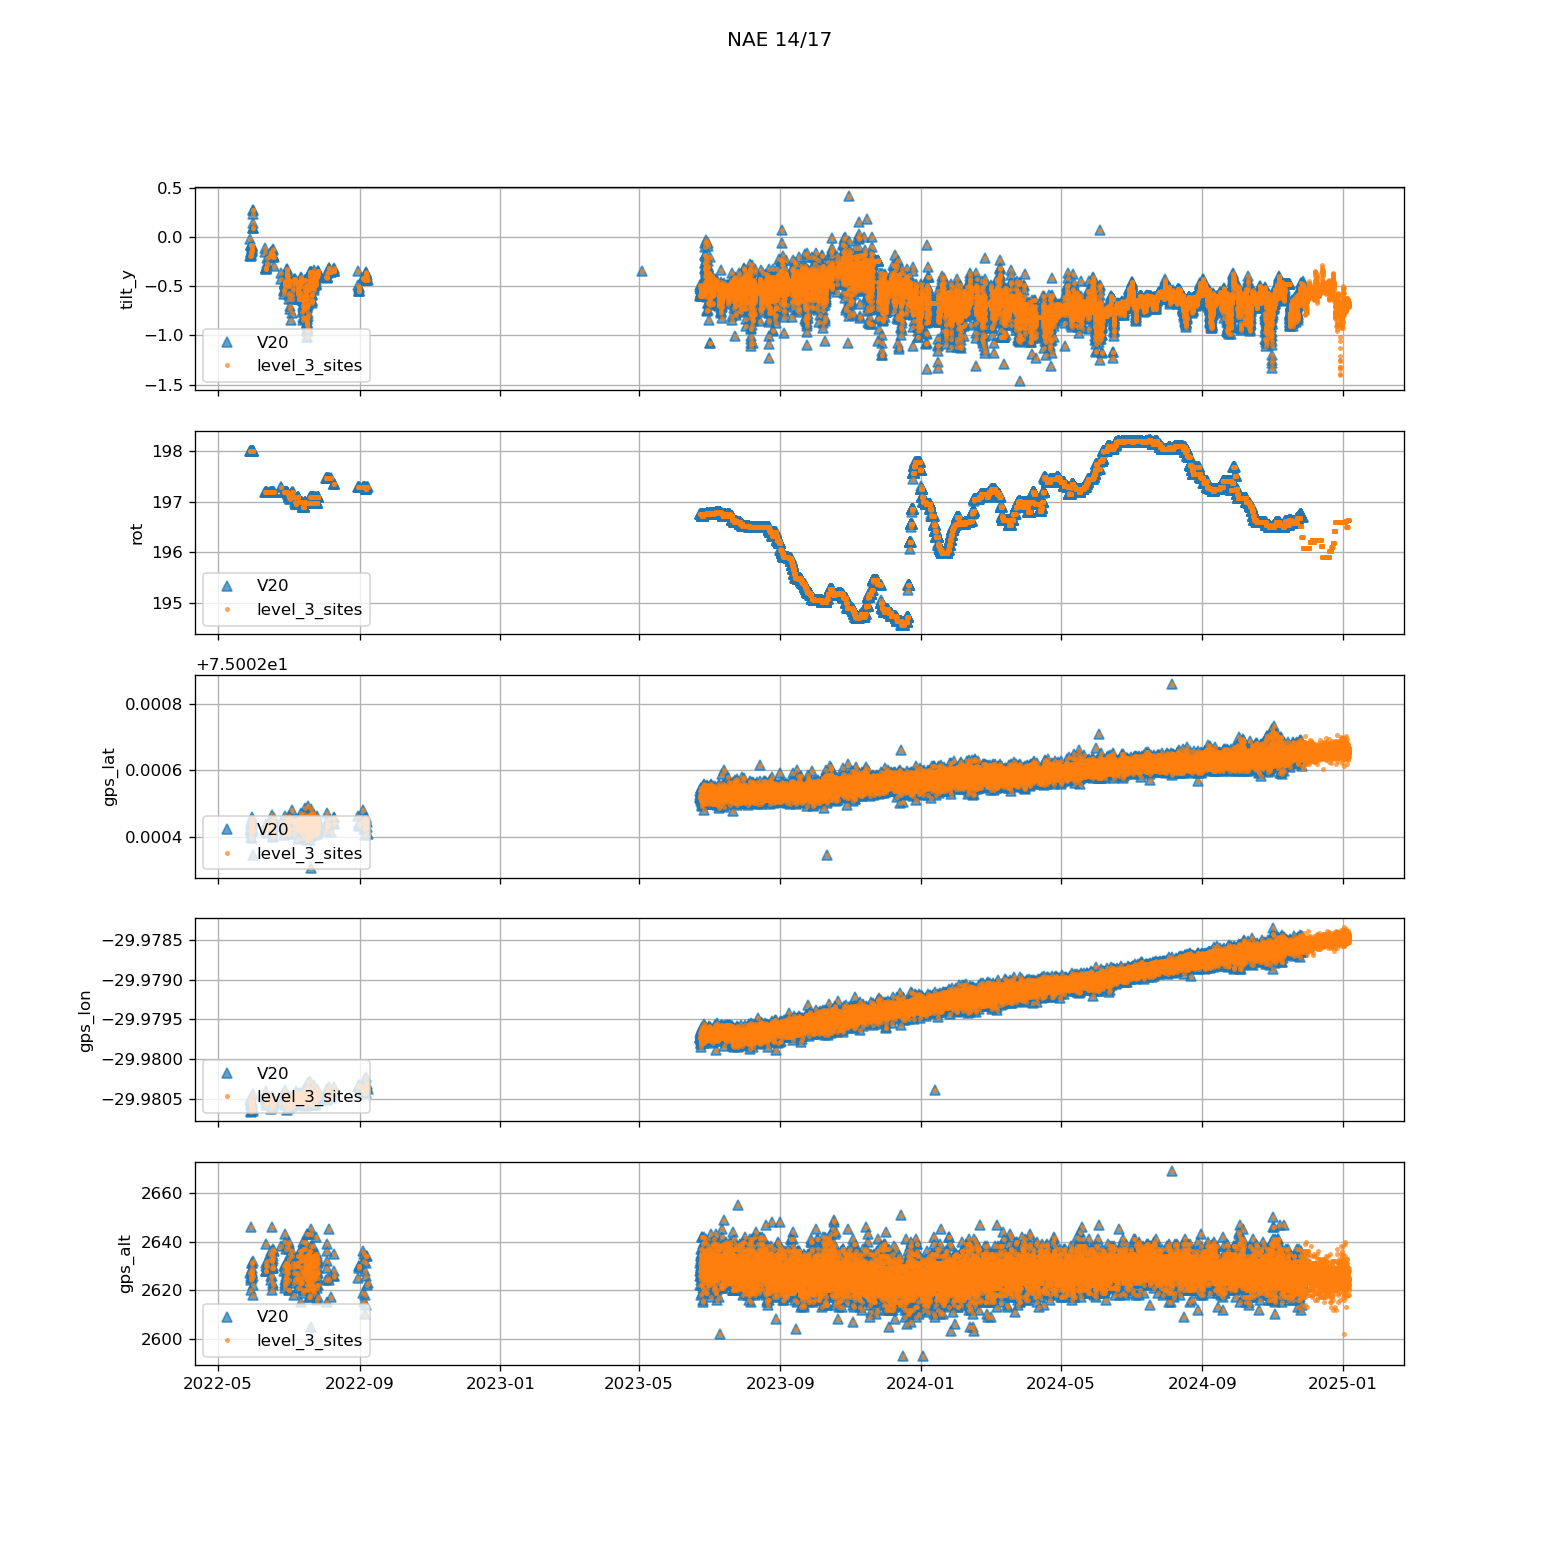 NAE 14/17
0.5
0.0
−0.5
−1.0
−1.5
tilt_y
V20
level_3_sites
198
197
196
195
rot
V20
level_3_sites
+7.5002e1
0.0008
0.0006
0.0004
gps_lat
V20
level_3_sites
−29.9785
−29.9790
−29.9795
−29.9800
−29.9805
gps_lon
V20
level_3_sites
2660
2640
2620
2600
gps_alt
V20
level_3_sites
2022-05 2022-09 2023-01 2023-05 2023-09 2024-01 2024-05 2024-09 2025-01